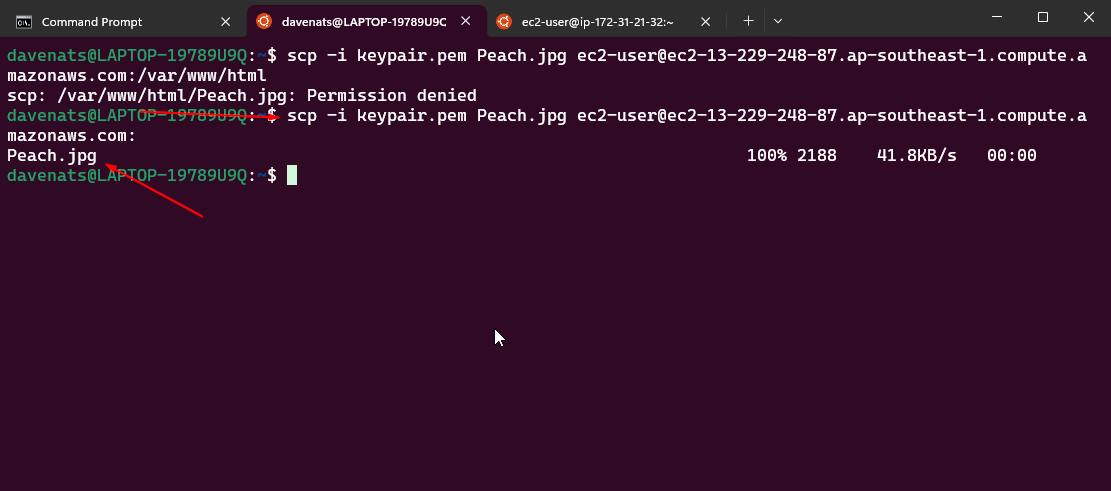 Command Prompt
davenats@LAPTOP-19789U9Q
ec2-user@ip-172-31-21-32:~
davenats@LAPTOP-19789U9Q:~$ scp -i keypair.pem Peach.jpg ec2-user@ec2-13-229-248-87.ap-southeast-1.compute.a
mazonaws.com:/var/www/html
scp: /var/www/html/Peach.jpg: Permission denied
davenats@LAPTOP-19789U9Q:~$ scp -i keypair.pem Peach.jpg ec2-user@ec2-13-229-248-87.ap-southeast-1.compute.a
mazonaws.com:
Peach.jpg 100% 2188 41.8KB/s 00:00
davenats@LAPTOP-19789U9Q:~$